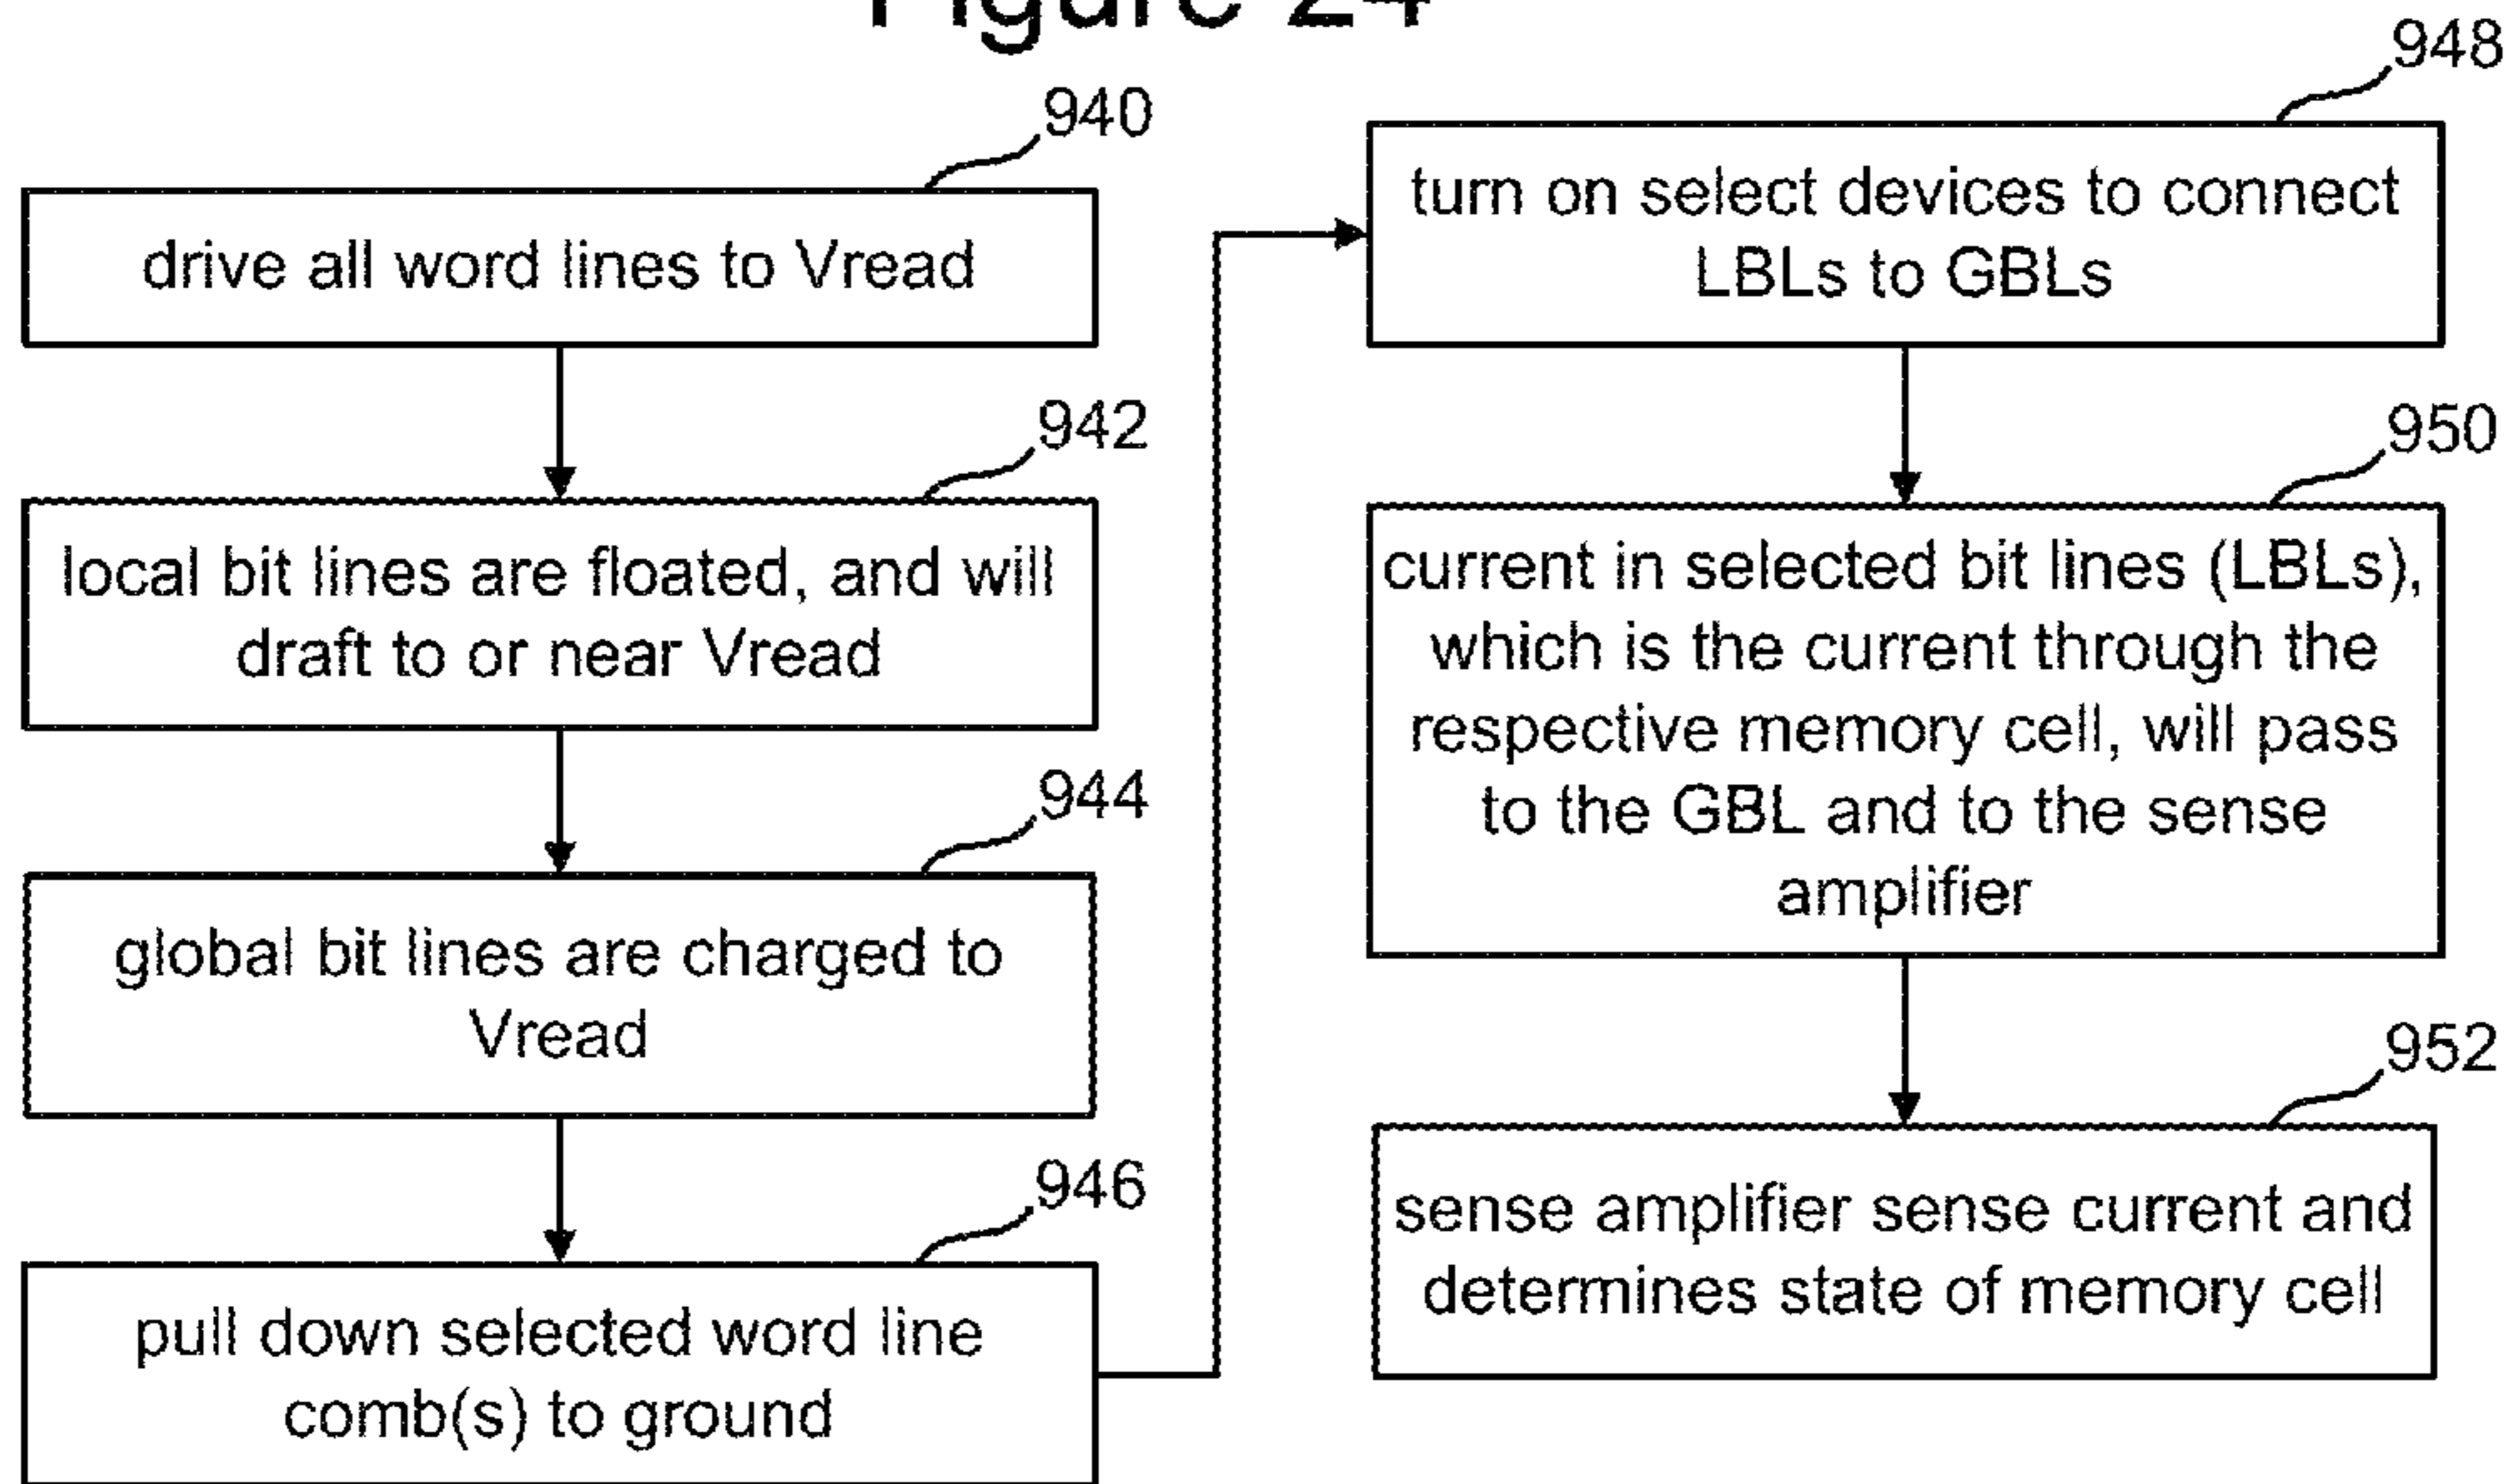 Figure 24
940
drive all word lines to Vread
942
local bit lines are floated, and will
draft to or near Vread
944
global bit lines are charged to
Vread
946
pull down selected word line
comb(s) to ground
948
turn on select devices to connect
LBLs to GBLs
950
current in selected bit lines (LBLs),
which is the current through the
respective memory cell, will pass
to the GBL and to the sense
amplifier
952
sense amplifier sense current and
determines state of memory cell